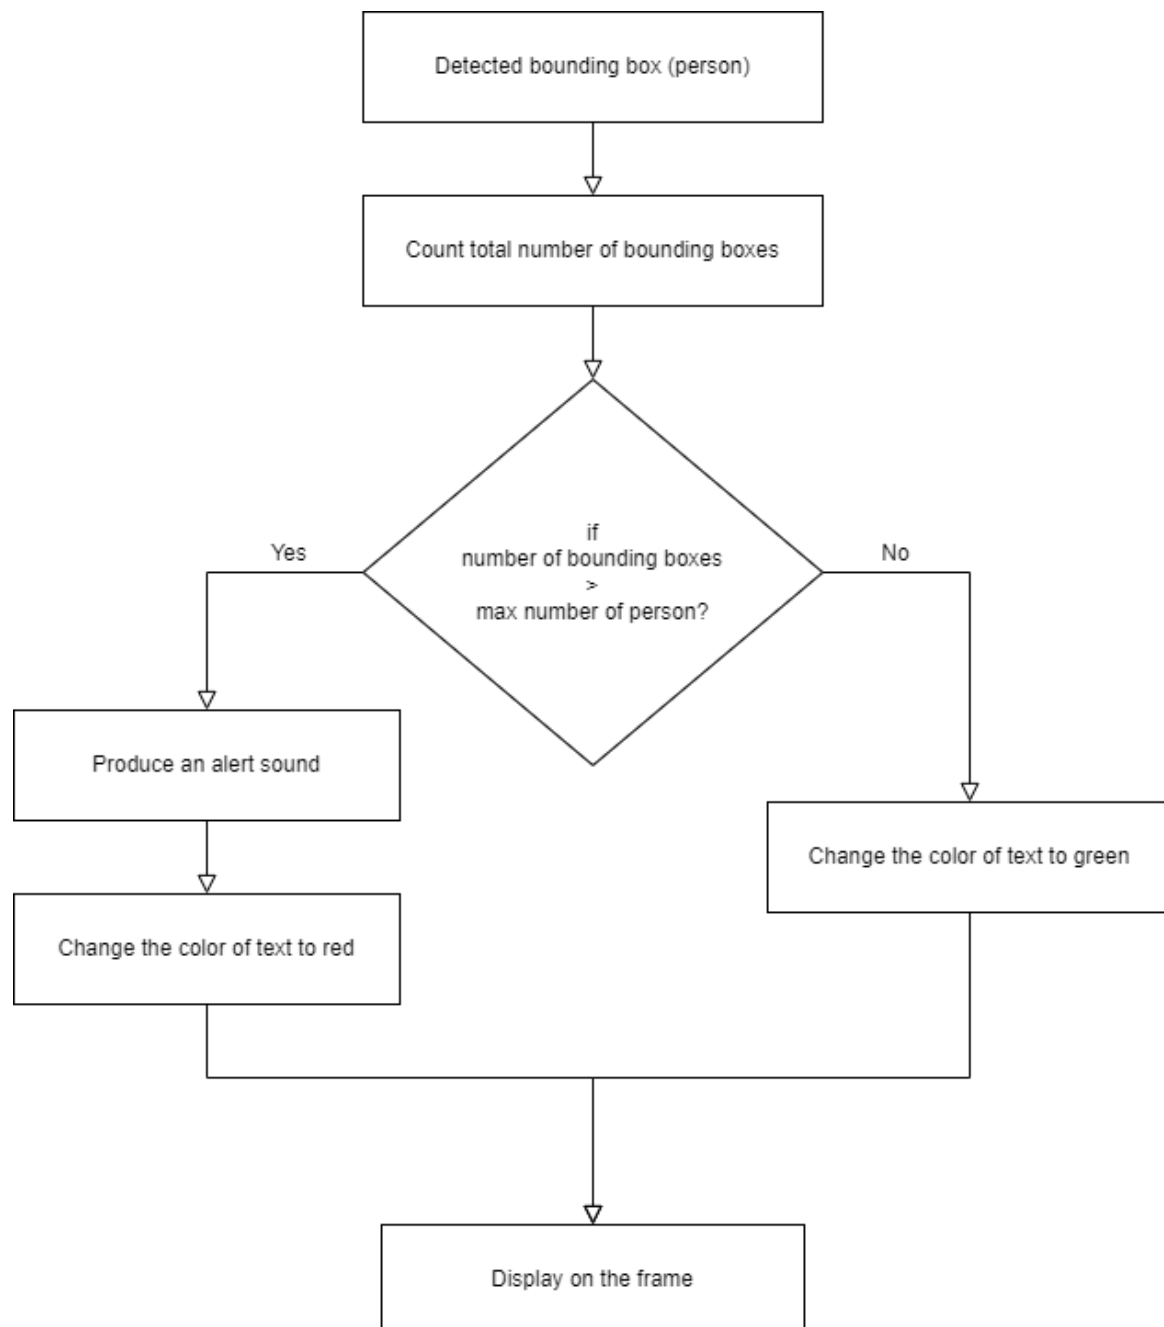 Detected bounding box (person)
Count total number of bounding boxes
if
number of bounding boxes
>
max number of person?
Yes
No
Produce an alert sound
Change the color of text to red
Change the color of text to green
Display on the frame